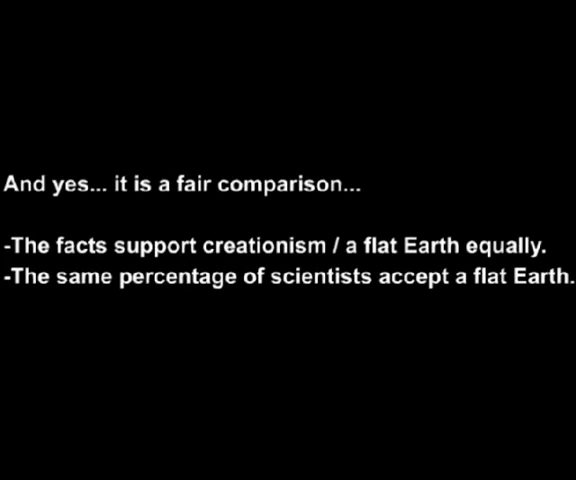 And yes... it is a fair comparison...
-The facts support creationism / a flat Earth equally.
-The same percentage of scientists accept a flat Earth.